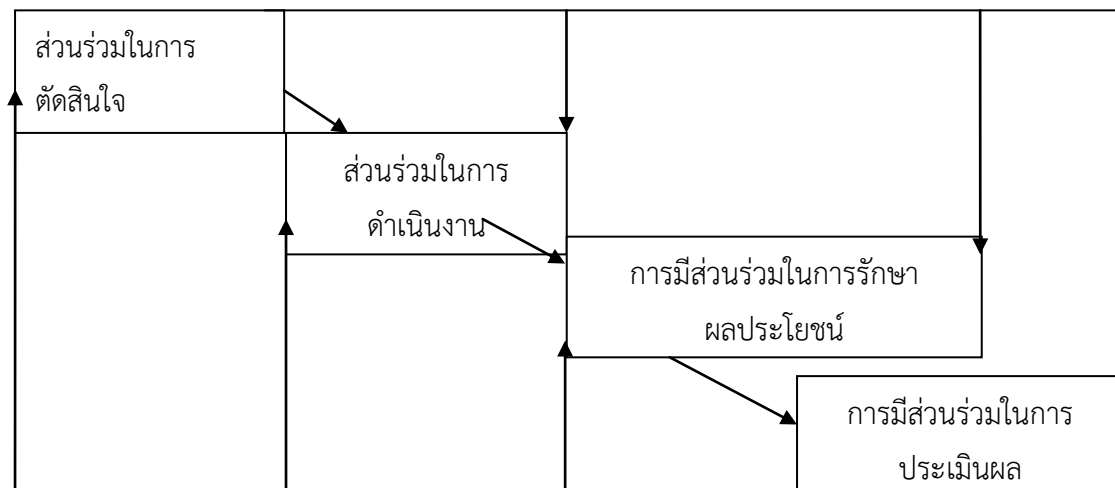 ส่วนร่วมในการ
ตัดสินใจ
ส่วนร่วมในการ
ดำเนินงาน
การมีส่วนร่วมในการรักษา
ผลประโยชน์
การมีส่วนร่วมในการ
ประเมินผล